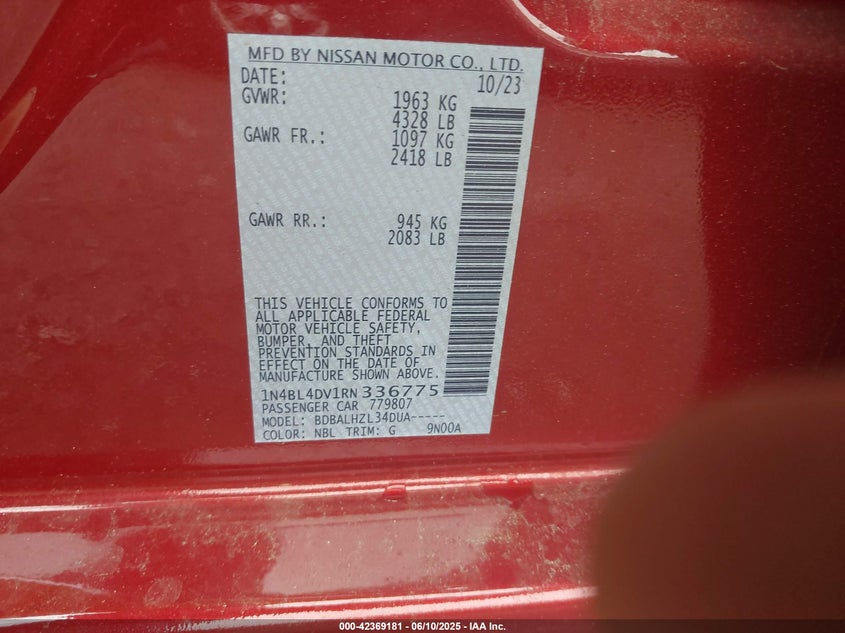 MFD BY NISSAN MOTOR CO., LTD.
DATE: 10/23
GVWR: 1963 KG
4328 LB
GAWR FR.: 1097 KG
2418 LB
GAWR RR.: 945 KG
2083 LB
THIS VEHICLE CONFORMS TO
ALL APPLICABLE FEDERAL
MOTOR VEHICLE SAFETY,
BUMPER, AND THEFT
PREVENTION STANDARDS IN
EFFECT ON THE DATE OF
MANUFACTURE SHOWN ABOVE.
1N4BL4DV1RN336775
PASSENGER CAR 779807
MODEL: BDBALHZL34DUA-----
COLOR: NBL TRIM: G 9N00A
000-42369181 - 06/10/2025 - IAA Inc.